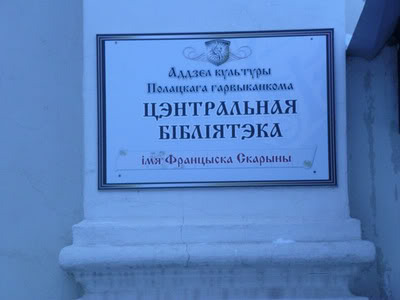 Аддзел культуры
Полацкага гарвыканкома
ЦЭНТРАЛЬНАЯ
БІБЛІЯТЭКА
імя Францыска Скарыны